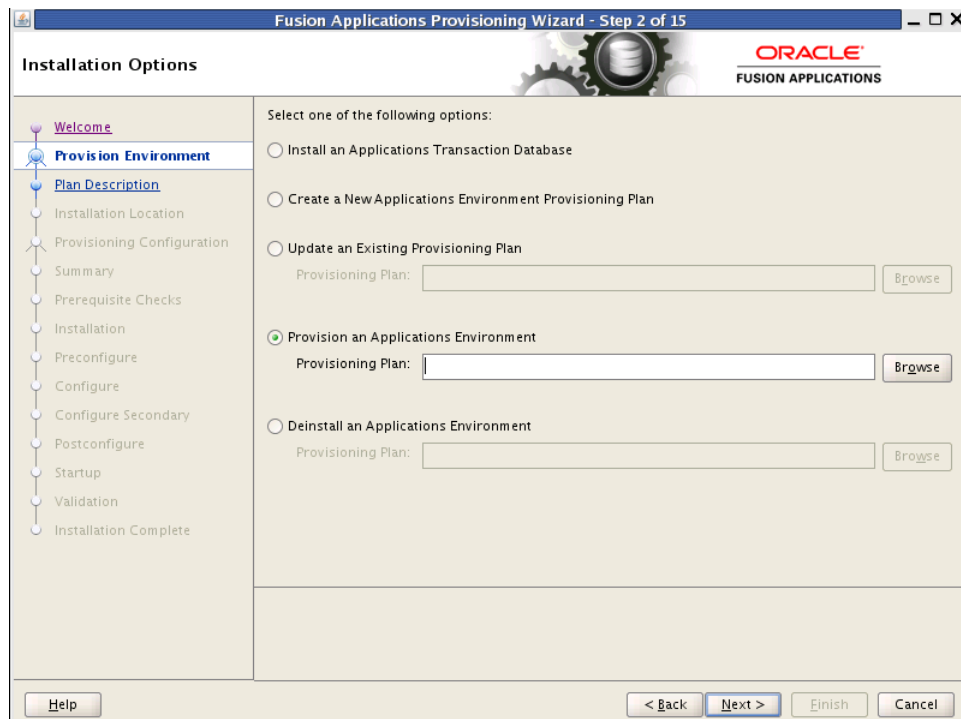 Fusion Applications Provisioning Wizard - Step 2 of 15
Installation Options
ORACLE
FUSION APPLICATIONS
Welcome
Provision Environment
Plan Description
Installation Location
Provisioning Configuration
Summary
Prerequisite Checks
Installation
Preconfigure
Configure
Configure Secondary
Postconfigure
Startup
Validation
Installation Complete
Select one of the following options:
Install an Applications Transaction Database
Create a New Applications Environment Provisioning Plan
Update an Existing Provisioning Plan
Provisioning Plan: Browse
Provision an Applications Environment
Provisioning Plan: Browse
Deinstall an Applications Environment
Provisioning Plan: Browse
Help < Back Next > Finish Cancel